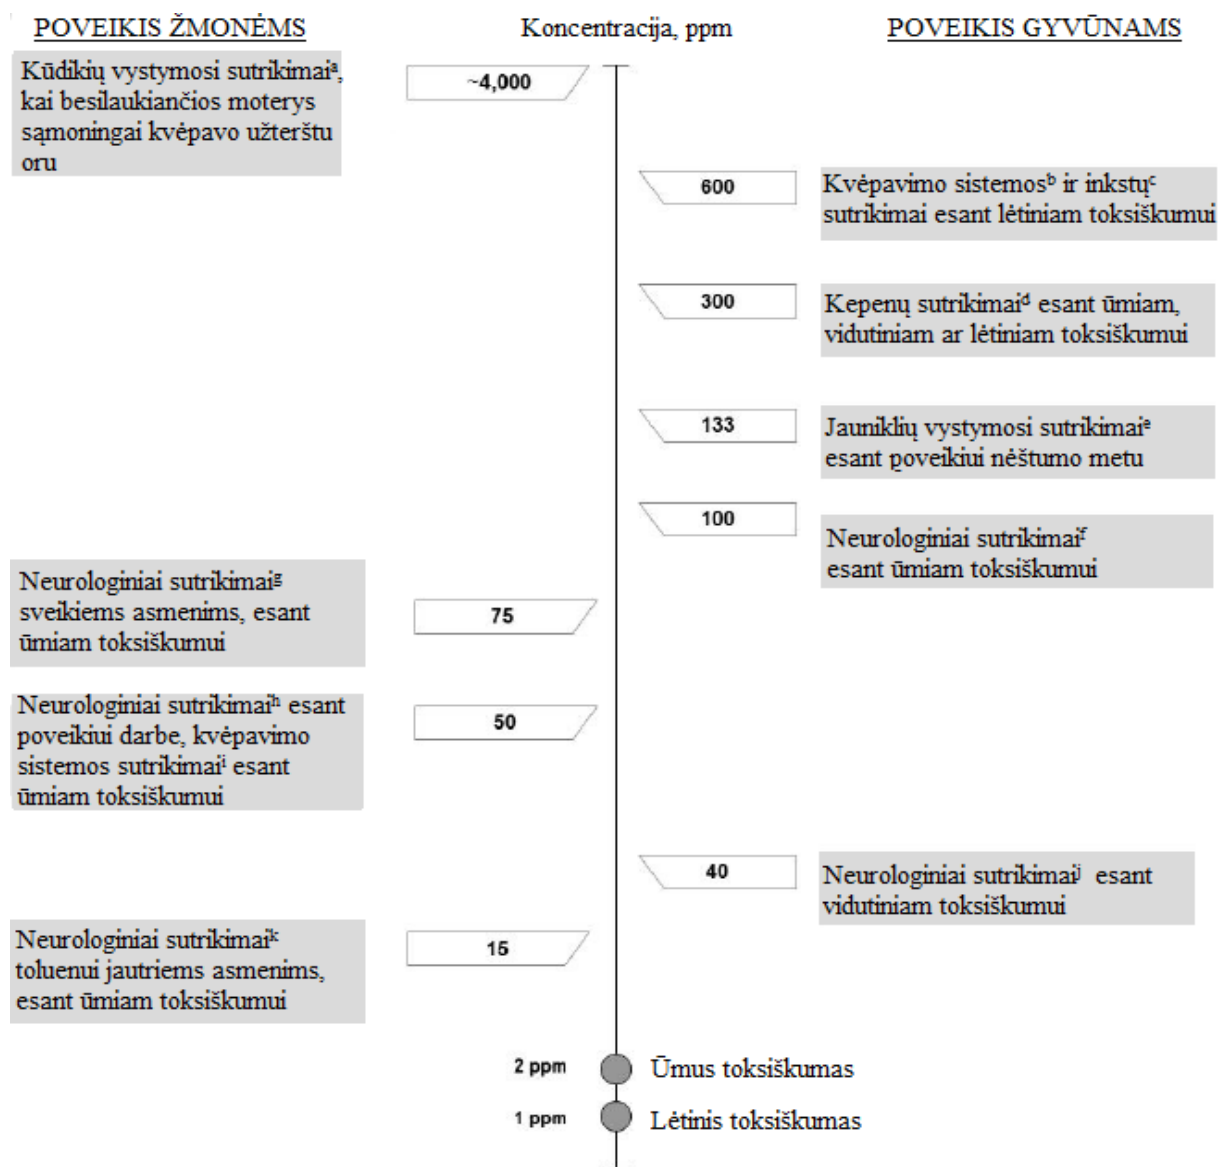 POVEIKIS ŽMONĖMS
Koncentracija, ppm
POVEIKIS GYVŪNAMS
Kūdikių vystymosi sutrikimaiᵃ,
kai besilaukiančios moterys
sąmoningai kvėpavo užterštu
oru
~4,000
600
Kvėpavimo sistemosᵇ ir inkstųᶜ
sutrikimai esant lėtiniam toksiškumui
300
Kepenų sutrikimaiᵈ esant ūmiam,
vidutiniam ar lėtiniam toksiškumui
133
Jauniklių vystymosi sutrikimaiᵉ
esant poveikiui nėštumo metu
100
Neurologiniai sutrikimaiᶠ
esant ūmiam toksiškumui
Neurologiniai sutrikimaiᵍ
sveikiems asmenims, esant
ūmiam toksiškumui
75
Neurologiniai sutrikimaiʰ esant
poveikiui darbe, kvėpavimo
sistemos sutrikimaiⁱ esant
ūmiam toksiškumui
50
40
Neurologiniai sutrikimaiʲ esant
vidutiniam toksiškumui
Neurologiniai sutrikimaiᵏ
toluenui jautriems asmenims,
esant ūmiam toksiškumui
15
2 ppm
Ūmus toksiškumas
1 ppm
Lėtinis toksiškumas